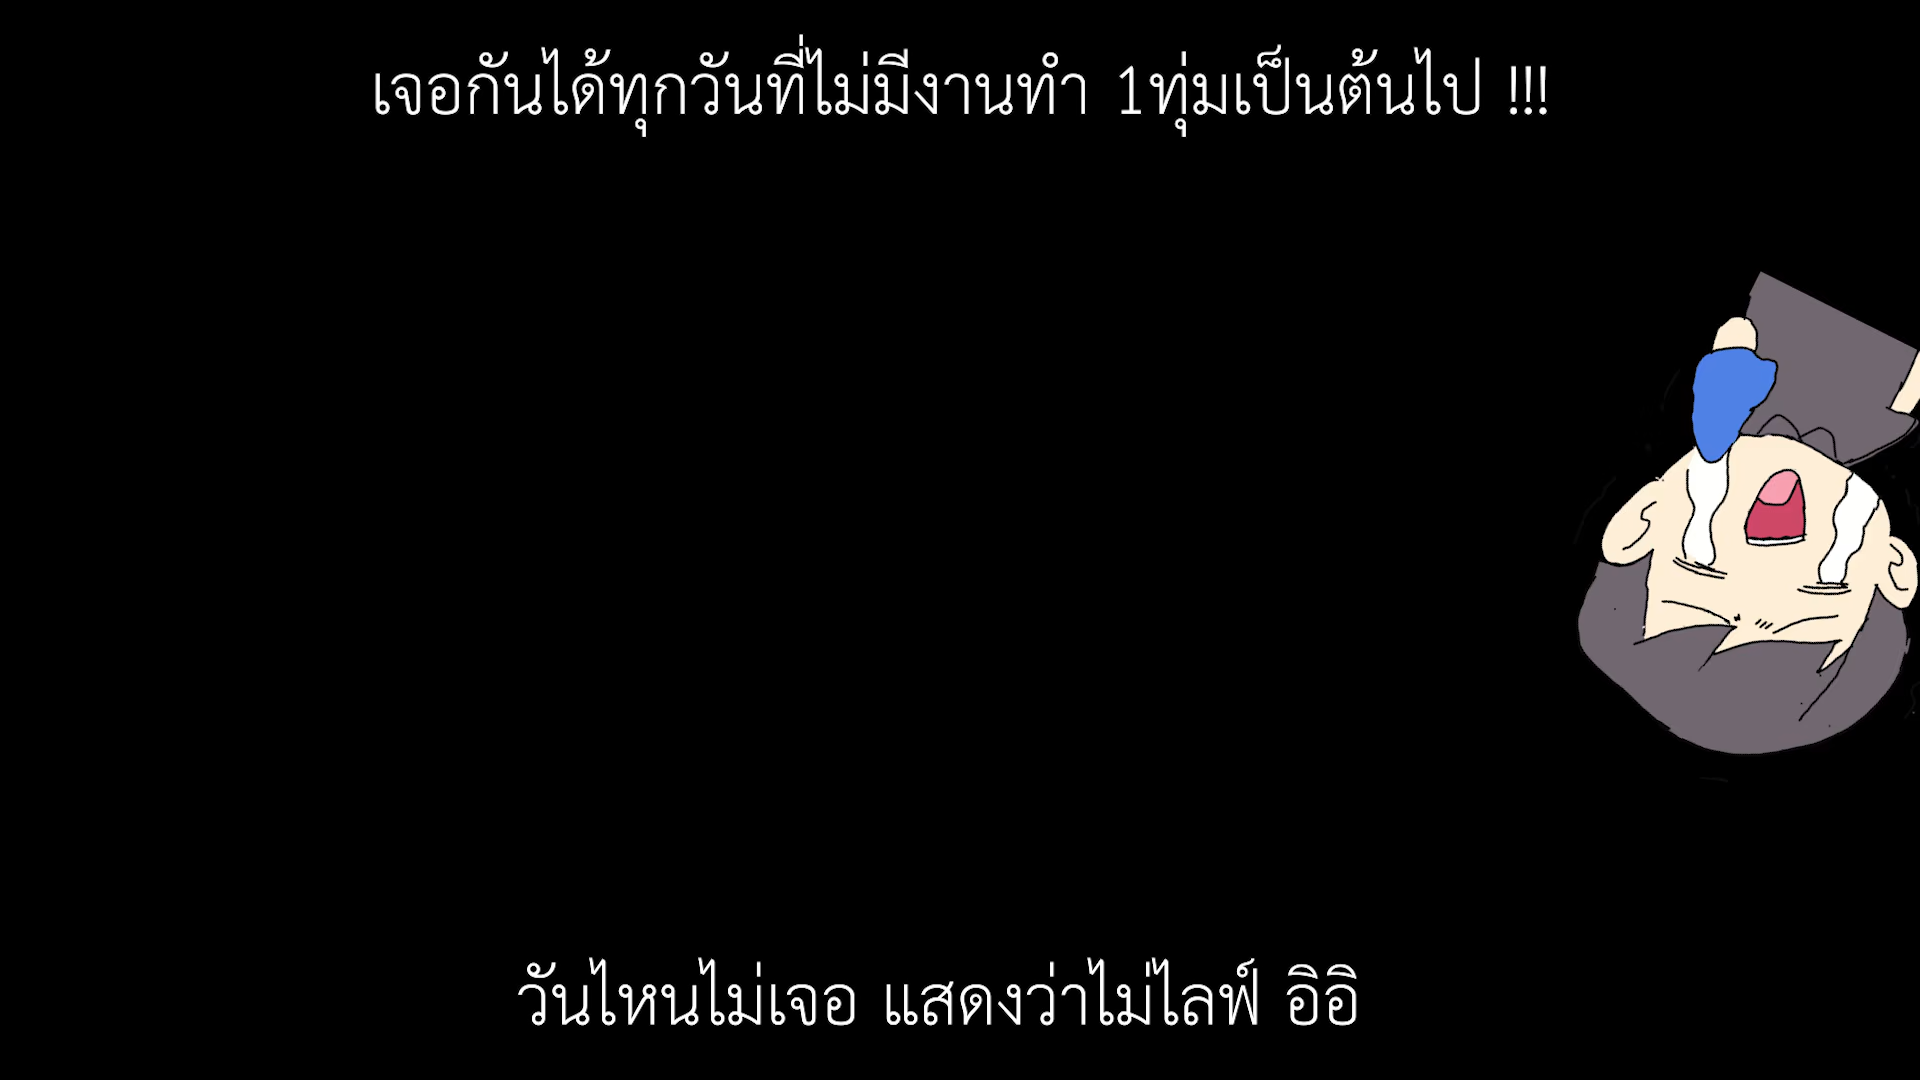 เจอกันได้ทุกวันที่ไม่มีงานทำ 1ทุ่มเป็นต้นไป !!!
วันไหนไม่เจอ แสดงว่าไม่ไลฟ์ อิอิ